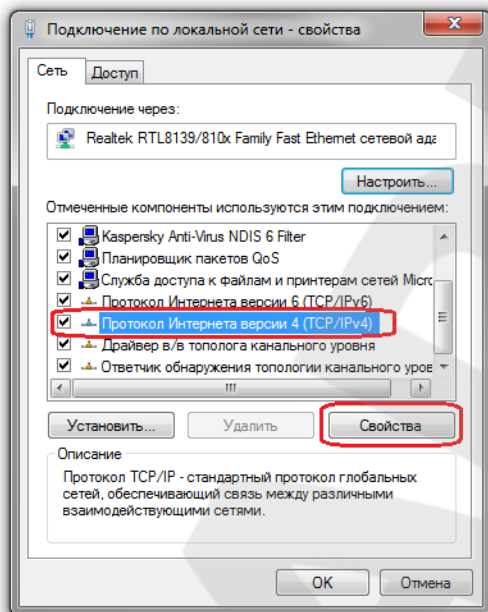 Подключение по локальной сети - свойства
Сеть Доступ
Подключение через:
Realtek RTL8139/810x Family Fast Ethernet сетевой ада
Настроить...
Отмеченные компоненты используются этим подключением:
Kaspersky Anti-Virus NDIS 6 Filter
Планировщик пакетов QoS
Служба доступа к файлам и принтерам сетей Micro
Протокол Интернета версии 6 (TCP/IPv6)
Протокол Интернета версии 4 (TCP/IPv4)
Драйвер в/в тополога канального уровня
Ответчик обнаружения топологии канального уров
Установить... Удалить Свойства
Описание
Протокол TCP/IP - стандартный протокол глобальных
сетей, обеспечивающий связь между различными
взаимодействующими сетями.
OK Отмена